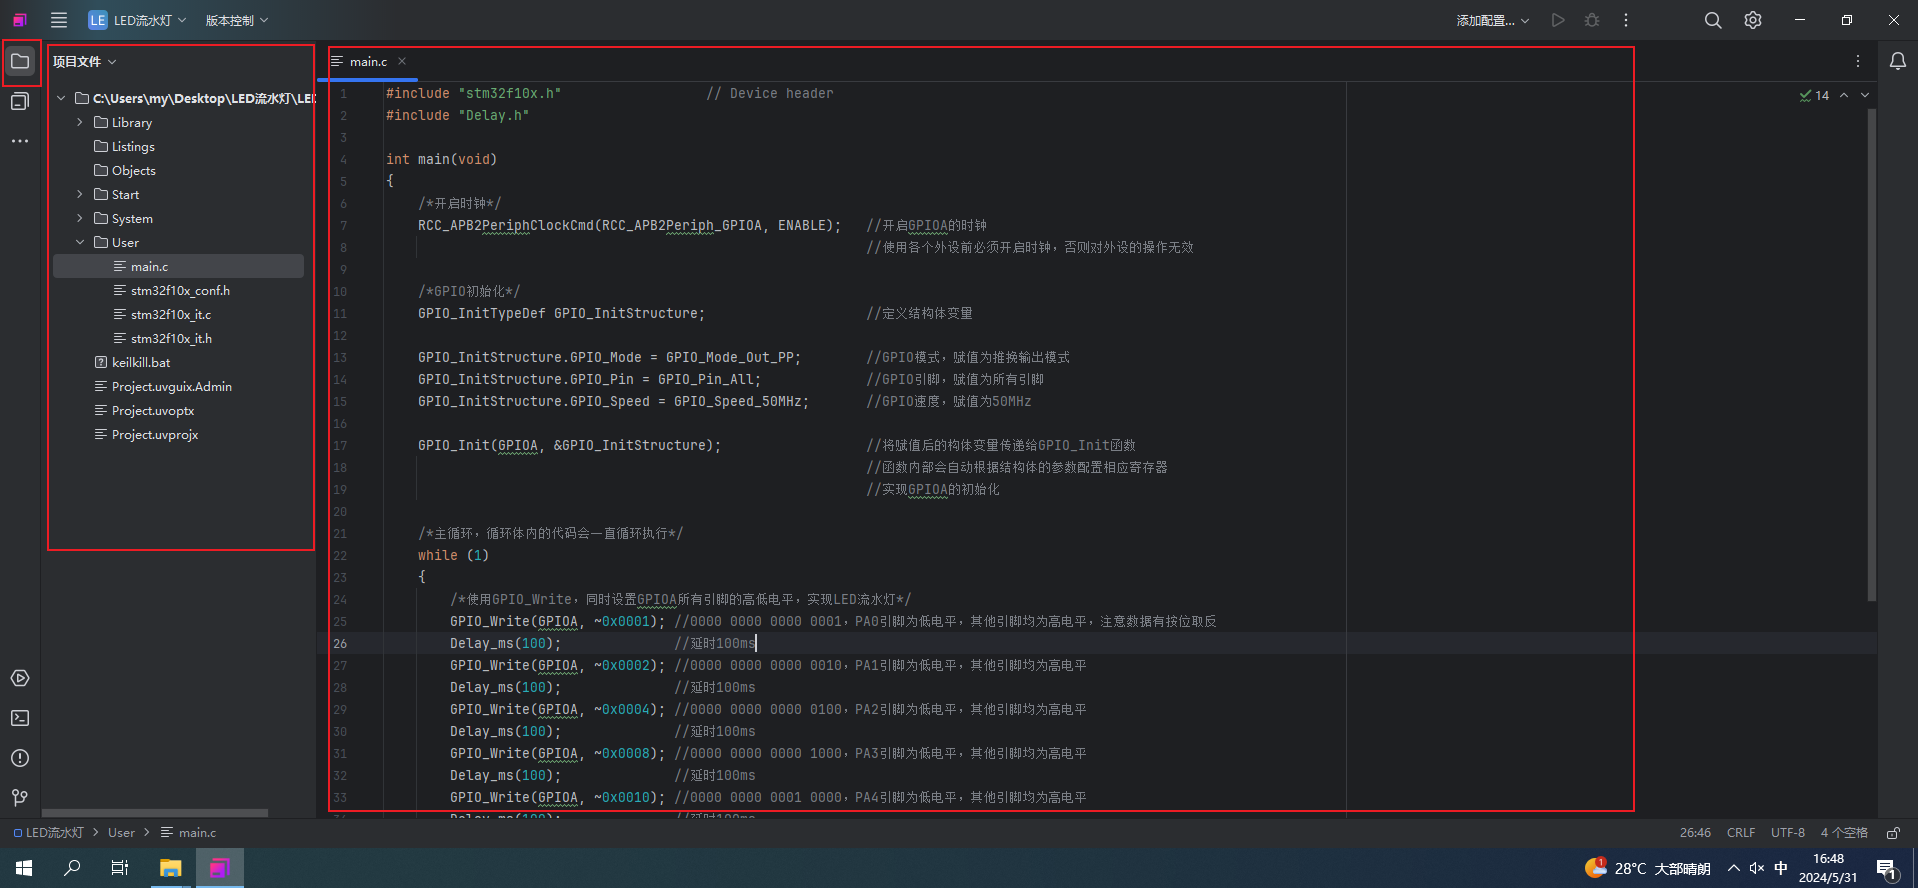 LE LED流水灯 版本控制 添加配置...
项目文件
C:\Users\my\Desktop\LED流水灯\LE
Library
Listings
Objects
Start
System
User
main.c
stm32f10x_conf.h
stm32f10x_it.c
stm32f10x_it.h
keilkill.bat
Project.uvguix.Admin
Project.uvoptx
Project.uvprojx
main.c
14
1 #include "stm32f10x.h" // Device header
2 #include "Delay.h"
3
4 int main(void)
5 {
6 /*开启时钟*/
7 RCC_APB2PeriphClockCmd(RCC_APB2Periph_GPIOA, ENABLE); //开启GPIOA的时钟
8 //使用各个外设前必须开启时钟，否则对外设的操作无效
9
10 /*GPIO初始化*/
11 GPIO_InitTypeDef GPIO_InitStructure; //定义结构体变量
12
13 GPIO_InitStructure.GPIO_Mode = GPIO_Mode_Out_PP; //GPIO模式，赋值为推挽输出模式
14 GPIO_InitStructure.GPIO_Pin = GPIO_Pin_All; //GPIO引脚，赋值为所有引脚
15 GPIO_InitStructure.GPIO_Speed = GPIO_Speed_50MHz; //GPIO速度，赋值为50MHz
16
17 GPIO_Init(GPIOA, &GPIO_InitStructure); //将赋值后的构体变量传递给GPIO_Init函数
18 //函数内部会自动根据结构体的参数配置相应寄存器
19 //实现GPIOA的初始化
20
21 /*主循环，循环体内的代码会一直循环执行*/
22 while (1)
23 {
24 /*使用GPIO_Write，同时设置GPIOA所有引脚的高低电平，实现LED流水灯*/
25 GPIO_Write(GPIOA, ~0x0001); //0000 0000 0000 0001，PA0引脚为低电平，其他引脚均为高电平，注意数据有按位取反
26 Delay_ms(100); //延时100ms
27 GPIO_Write(GPIOA, ~0x0002); //0000 0000 0000 0010，PA1引脚为低电平，其他引脚均为高电平
28 Delay_ms(100); //延时100ms
29 GPIO_Write(GPIOA, ~0x0004); //0000 0000 0000 0100，PA2引脚为低电平，其他引脚均为高电平
30 Delay_ms(100); //延时100ms
31 GPIO_Write(GPIOA, ~0x0008); //0000 0000 0000 1000，PA3引脚为低电平，其他引脚均为高电平
32 Delay_ms(100); //延时100ms
33 GPIO_Write(GPIOA, ~0x0010); //0000 0000 0001 0000，PA4引脚为低电平，其他引脚均为高电平
34 Delay_ms(100); //延时100ms
LED流水灯 User main.c 26:46 CRLF UTF-8 4 个空格
1 28°C 大部晴朗 中 16:48
2024/5/31 1